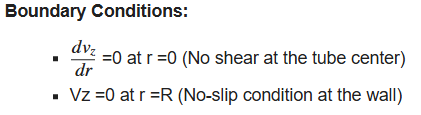 Boundary Conditions:
▪ dv_z/dr =0 at r =0 (No shear at the tube center)
▪ Vz =0 at r =R (No-slip condition at the wall)